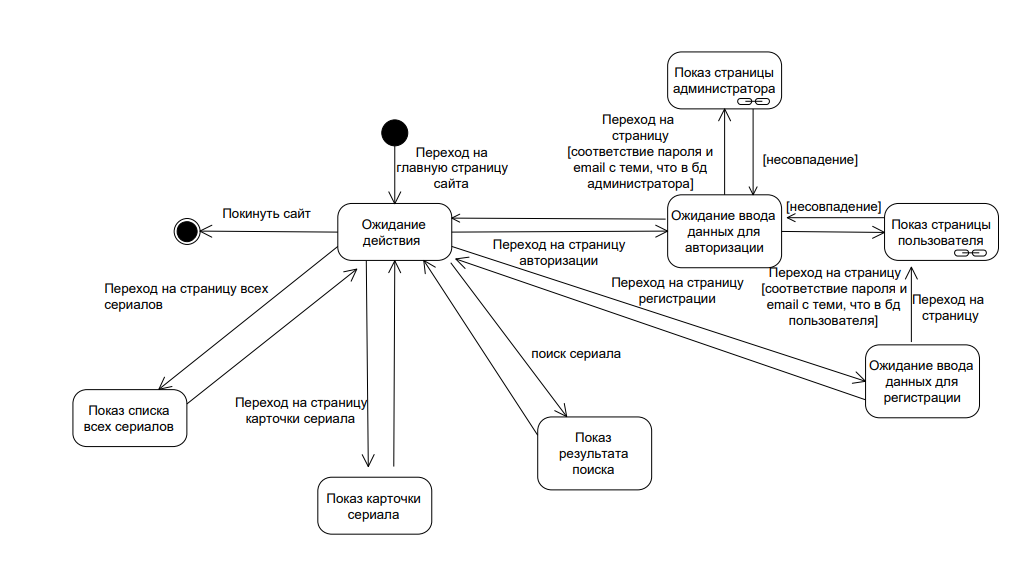 Показ страницы
администратора
Переход на
страницу
[соответствие пароля и
email с теми, что в бд
администратора]
[несовпадение]
Переход на
главную страницу
сайта
Покинуть сайт
Ожидание
действия
Ожидание ввода
данных для
авторизации
[несовпадение]
Показ страницы
пользователя
Переход на страницу
авторизации
Переход на страницу
[соответствие пароля и
email с теми, что в бд
пользователя]
Переход на
страницу
Переход на страницу
регистрации
Переход на страницу всех
сериалов
поиск сериала
Ожидание ввода
данных для
регистрации
Показ списка
всех сериалов
Переход на страницу
карточки сериала
Показ
результата
поиска
Показ карточки
сериала